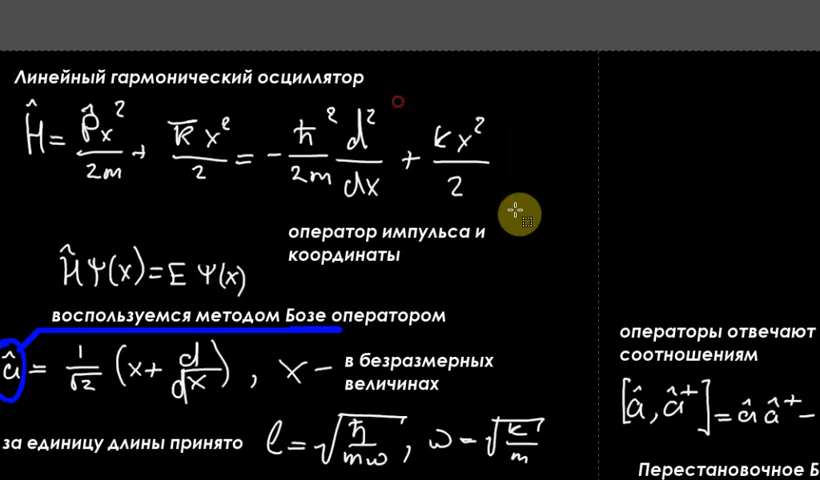 Линейный гармонический осциллятор
Ĥ = P̂x²/2m + kx²/2 = -ħ²/2m d²/dx + kx²/2
оператор импульса и
координаты
Ĥψ(x)=Eψ(x)
воспользуемся методом Бозе оператором
â = 1/√2 (x + d/dx), x –
в безразмерных
величинах
за единицу длины принято
l = √(ħ/mω), ω = √(k/m)
операторы отвечают
соотношениям
[â, â⁺] = â â⁺ –
Перестановочное Б